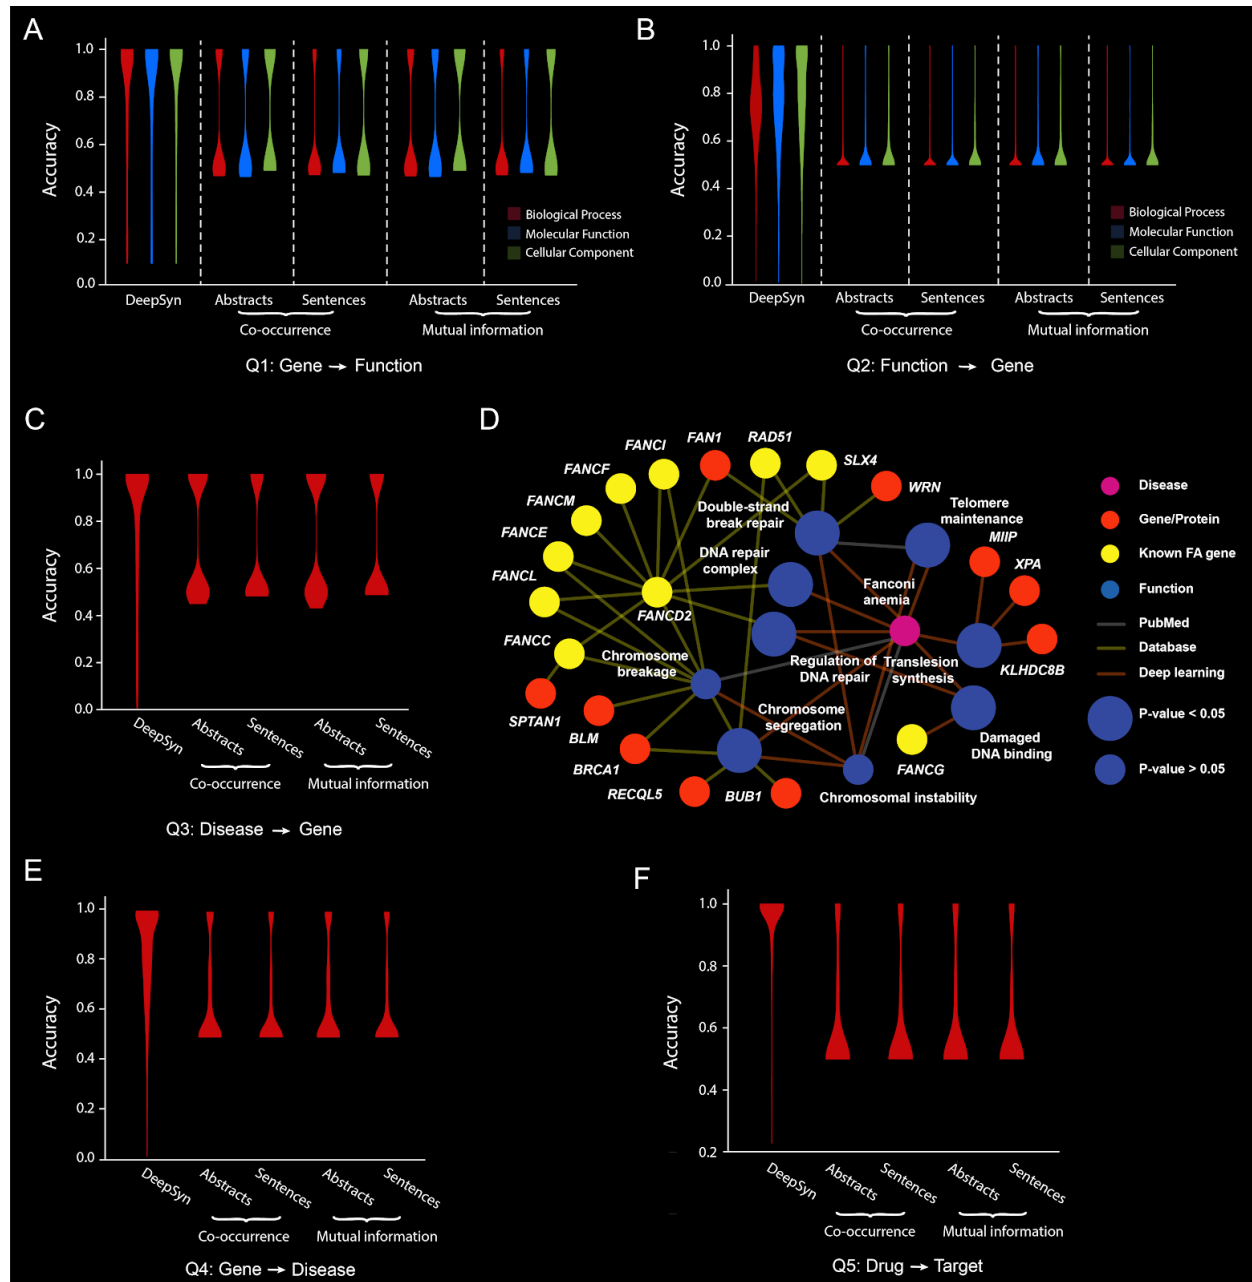 A
Accuracy
1.0
0.8
0.6
0.4
0.2
0.0
Biological Process
Molecular Function
Cellular Component
DeepSyn
Abstracts
Sentences
Abstracts
Sentences
Co-occurrence
Mutual information
Q1: Gene → Function
B
Accuracy
1.0
0.8
0.6
0.4
0.2
0.0
Biological Process
Molecular Function
Cellular Component
DeepSyn
Abstracts
Sentences
Abstracts
Sentences
Co-occurrence
Mutual information
Q2: Function → Gene
C
Accuracy
1.0
0.8
0.6
0.4
0.2
0.0
DeepSyn
Abstracts
Sentences
Abstracts
Sentences
Co-occurrence
Mutual information
Q3: Disease → Gene
D
FANCI
FAN1
RAD51
SLX4
FANCF
WRN
FANCM
Double-strand
break repair
Telomere
maintenance
FANCE
MIIP
DNA repair
complex
XPA
FANCL
Fanconi
anemia
FANCD2
FANCC
Chromosome
breakage
Regulation of
DNA repair
Translesion
synthesis
KLHDC8B
SPTAN1
Chromosome
segregation
BLM
Damaged
DNA binding
BRCA1
FANCG
RECQL5
BUB1
Chromosomal instability
Disease
Gene/Protein
Known FA gene
Function
PubMed
Database
Deep learning
P-value < 0.05
P-value > 0.05
E
Accuracy
1.0
0.8
0.6
0.4
0.2
0.0
DeepSyn
Abstracts
Sentences
Abstracts
Sentences
Co-occurrence
Mutual information
Q4: Gene → Disease
F
Accuracy
1.0
0.8
0.6
0.4
0.2
DeepSyn
Abstracts
Sentences
Abstracts
Sentences
Co-occurrence
Mutual information
Q5: Drug → Target